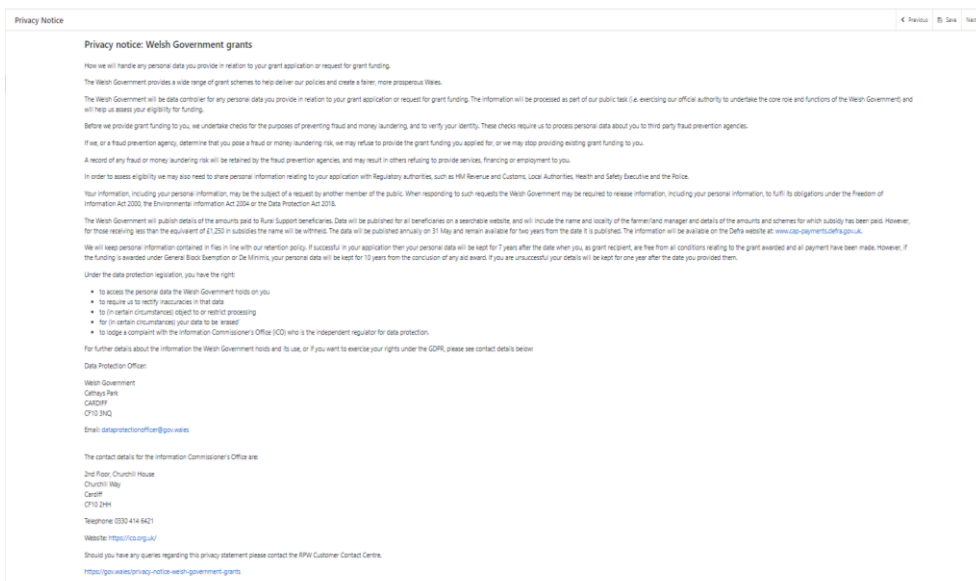 Privacy Notice
Previous
Save
Next
Privacy notice: Welsh Government grants
How we will handle any personal data you provide in relation to your grant application or request for grant funding.
The Welsh Government provides a wide range of grant schemes to help deliver our policies and create a fairer, more prosperous Wales.
The Welsh Government will be data controller for any personal data you provide in relation to your grant application or request for grant funding. The information will be processed as part of our public task (i.e. exercising our official authority to undertake the core role and functions of the Welsh Government) and
will help us assess your eligibility for funding.
Before we provide grant funding to you, we undertake checks for the purposes of preventing fraud and money laundering, and to verify your identity. These checks require us to process personal data about you to third party fraud prevention agencies.
If we, or a fraud prevention agency, determine that you pose a fraud or money laundering risk, we may refuse to provide the grant funding you applied for, or we may stop providing existing grant funding to you.
A record of any fraud or money laundering risk will be retained by the fraud prevention agencies, and may result in others refusing to provide services, financing or employment to you.
In order to assess eligibility we may also need to share personal information relating to your application with Regulatory authorities, such as HM Revenue and Customs, Local Authorities, Health and Safety Executive and the Police.
Your information, including your personal information, may be the subject of a request by another member of the public. When responding to such requests the Welsh Government may be required to release information, including your personal information, to fulfil its obligations under the Freedom of
Information Act 2000, the Environmental Information Act 2004 or the Data Protection Act 2018.
The Welsh Government will publish details of the amounts paid to Rural Support beneficiaries. Data will be published for all beneficiaries on a searchable website, and will include the name and locality of the farmer/land manager and details of the amounts and schemes for which subsidy has been paid. However,
for those receiving less than the equivalent of £1,250 in subsidies the name will be withheld. The data will be published annually on 31 May and remain available for two years from the date it is published. The information will be available on the Defra website at: www.cap-payments.defra.gov.uk.
We will keep personal information contained in files in line with our retention policy. If successful in your application then your personal data will be kept for 7 years after the date when you, as grant recipient, are free from all conditions relating to the grant awarded and all payment have been made. However, if
the funding is awarded under General Block Exemption or De Minimis, your personal data will be kept for 10 years from the conclusion of any aid award. If you are unsuccessful your details will be kept for one year after the date you provided them.
Under the data protection legislation, you have the right:
• to access the personal data the Welsh Government holds on you
• to require us to rectify inaccuracies in that data
• to (in certain circumstances) object to or restrict processing
• for (in certain circumstances) your data to be 'erased'
• to lodge a complaint with the Information Commissioner's Office (ICO) who is the independent regulator for data protection.
For further details about the information the Welsh Government holds and its use, or if you want to exercise your rights under the GDPR, please see contact details below:
Data Protection Officer:
Welsh Government
Cathays Park
CARDIFF
CF10 3NQ
Email: dataprotectionofficer@gov.wales
The contact details for the Information Commissioner's Office are:
2nd Floor, Churchill House
Churchill Way
Cardiff
CF10 2HH
Telephone: 0330 414 6421
Website: https://ico.org.uk/
Should you have any queries regarding this privacy statement please contact the RPW Customer Contact Centre.
https://gov.wales/privacy-notice-welsh-government-grants